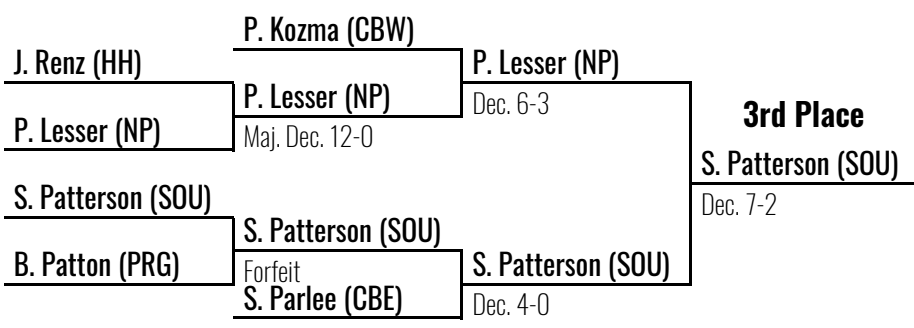 P. Kozma (CBW)
J. Renz (HH)
P. Lesser (NP)
P. Lesser (NP)
Dec. 6-3
P. Lesser (NP)
Maj. Dec. 12-0
3rd Place
S. Patterson (SOU)
Dec. 7-2
S. Patterson (SOU)
S. Patterson (SOU)
Forfeit
B. Patton (PRG)
S. Patterson (SOU)
Dec. 4-0
S. Parlee (CBE)